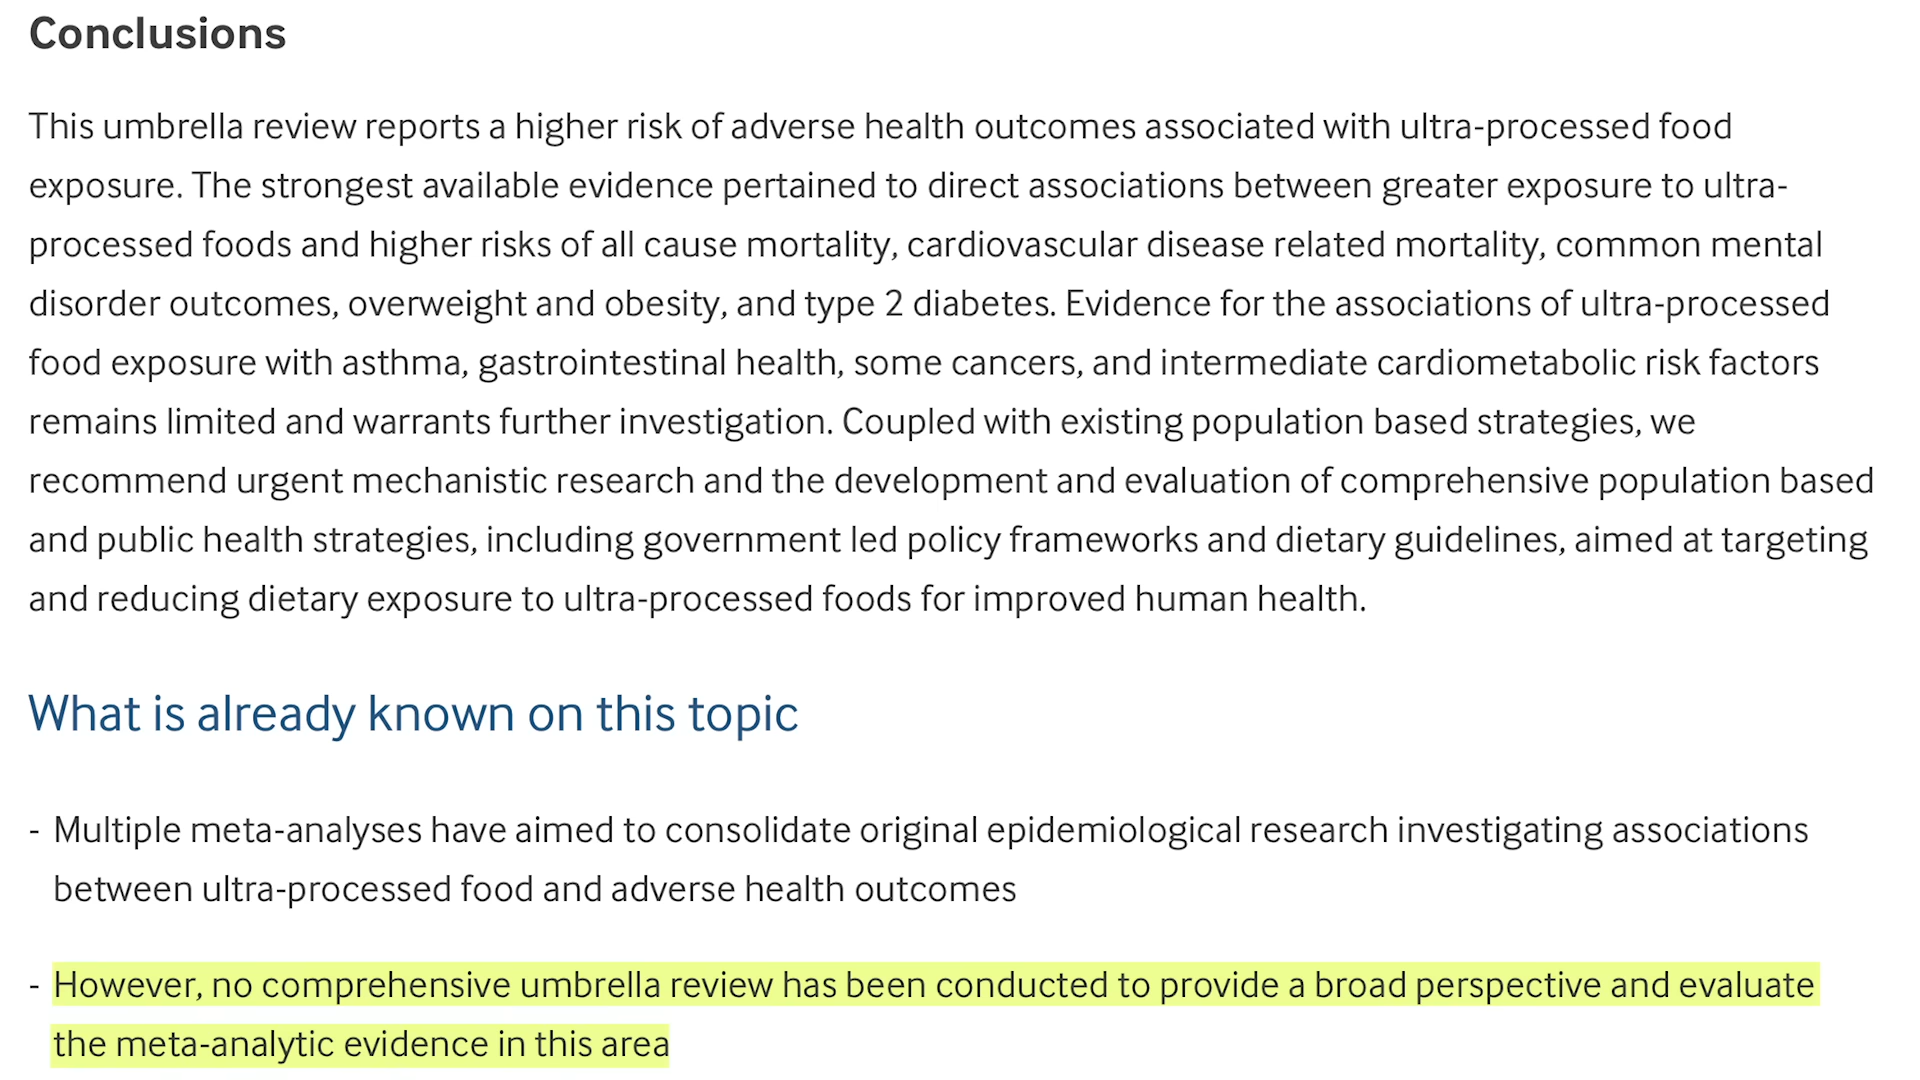 Conclusions
This umbrella review reports a higher risk of adverse health outcomes associated with ultra-processed food
exposure. The strongest available evidence pertained to direct associations between greater exposure to ultra-
processed foods and higher risks of all cause mortality, cardiovascular disease related mortality, common mental
disorder outcomes, overweight and obesity, and type 2 diabetes. Evidence for the associations of ultra-processed
food exposure with asthma, gastrointestinal health, some cancers, and intermediate cardiometabolic risk factors
remains limited and warrants further investigation. Coupled with existing population based strategies, we
recommend urgent mechanistic research and the development and evaluation of comprehensive population based
and public health strategies, including government led policy frameworks and dietary guidelines, aimed at targeting
and reducing dietary exposure to ultra-processed foods for improved human health.
What is already known on this topic
- Multiple meta-analyses have aimed to consolidate original epidemiological research investigating associations
between ultra-processed food and adverse health outcomes
- However, no comprehensive umbrella review has been conducted to provide a broad perspective and evaluate
the meta-analytic evidence in this area